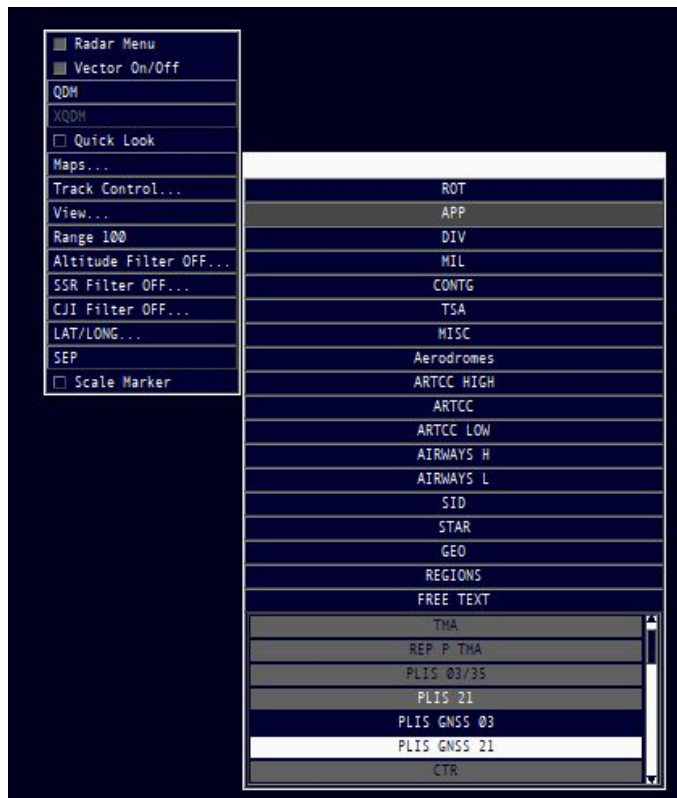 Radar Menu
Vector On/Off
QDM
XQDM
Quick Look
Maps...
Track Control...
View...
Range 100
Altitude Filter OFF...
SSR Filter OFF...
CJI Filter OFF...
LAT/LONG...
SEP
Scale Marker
ROT
APP
DIV
MIL
CONTG
TSA
MISC
Aerodromes
ARTCC HIGH
ARTCC
ARTCC LOW
AIRWAYS H
AIRWAYS L
SID
STAR
GEO
REGIONS
FREE TEXT
TMA
REP P TMA
PLIS 03/35
PLIS 21
PLIS GNSS 03
PLIS GNSS 21
CTR